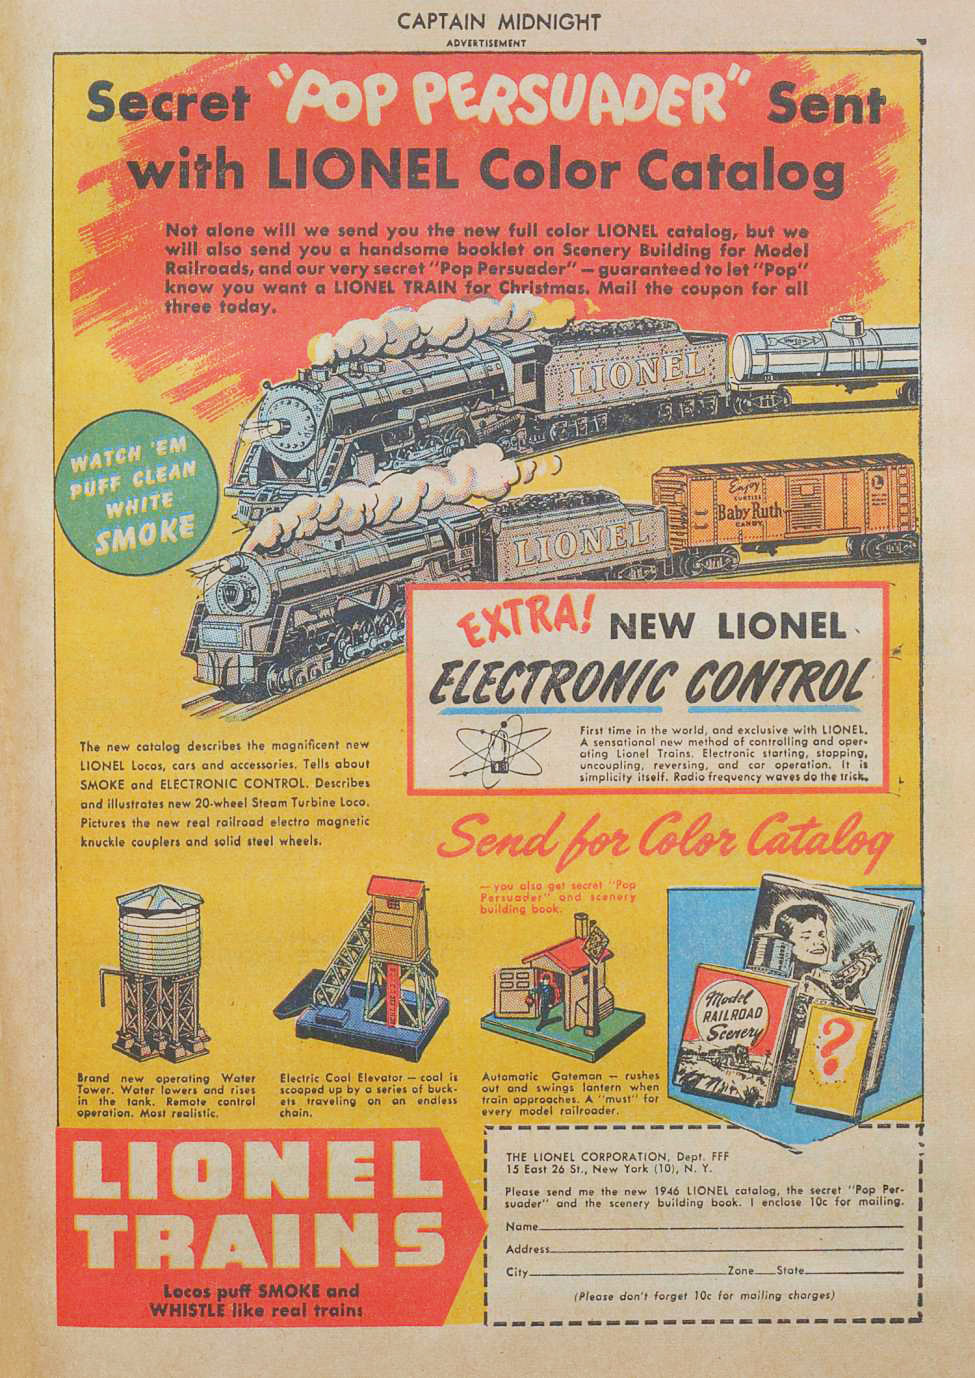 CAPTAIN MIDNIGHT
ADVERTISEMENT
Secret "POP PERSUADER" Sent
with LIONEL Color Catalog
Not alone will we send you the new full color LIONEL catalog, but we
will also send you a handsome booklet on Scenery Building for Model
Railroads, and our very secret "Pop Persuader" — guaranteed to let "Pop"
know you want a LIONEL TRAIN for Christmas. Mail the coupon for all
three today.
LIONEL
WATCH 'EM
PUFF CLEAN
WHITE
SMOKE
LIONEL
Enjoy
CURTISS
Baby Ruth
CANDY
L
EXTRA! NEW LIONEL
ELECTRONIC CONTROL
First time in the world, and exclusive with LIONEL.
A sensational new method of controlling and oper-
ating Lionel Trains. Electronic starting, stopping,
uncoupling, reversing, and car operation. It is
simplicity itself. Radio frequency waves do the trick.
The new catalog describes the magnificent new
LIONEL Locos, cars and accessories. Tells about
SMOKE and ELECTRONIC CONTROL. Describes
and illustrates new 20-wheel Steam Turbine Loco.
Pictures the new real railroad electro magnetic
knuckle couplers and solid steel wheels.
Send for Color Catalog
— you also get secret "Pop
Persuader" and scenery
building book.
Model
RAILROAD
Scenery
?
Brand new operating Water
Tower. Water lowers and rises
in the tank. Remote control
operation. Most realistic.
Electric Coal Elevator — coal is
scooped up by a series of buck-
ets traveling on an endless
chain.
Automatic Gateman — rushes
out and swings lantern when
train approaches. A "must" for
every model railroader.
LIONEL
TRAINS
Locos puff SMOKE and
WHISTLE like real trains
THE LIONEL CORPORATION, Dept. FFF
15 East 26 St., New York (10), N. Y.
Please send me the new 1946 LIONEL catalog, the secret "Pop Per-
suader" and the scenery building book. I enclose 10c for mailing.
Name
Address
City Zone State
(Please don't forget 10c for mailing charges)